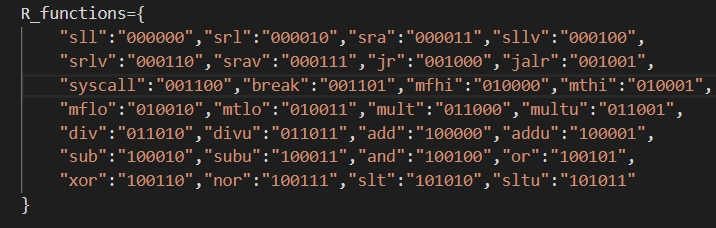 R_functions={
"sll":"000000","srl":"000010","sra":"000011","sllv":"000100",
"srlv":"000110","srav":"000111","jr":"001000","jalr":"001001",
"syscall":"001100","break":"001101","mfhi":"010000","mthi":"010001",
"mflo":"010010","mtlo":"010011","mult":"011000","multu":"011001",
"div":"011010","divu":"011011","add":"100000","addu":"100001",
"sub":"100010","subu":"100011","and":"100100","or":"100101",
"xor":"100110","nor":"100111","slt":"101010","sltu":"101011"
}